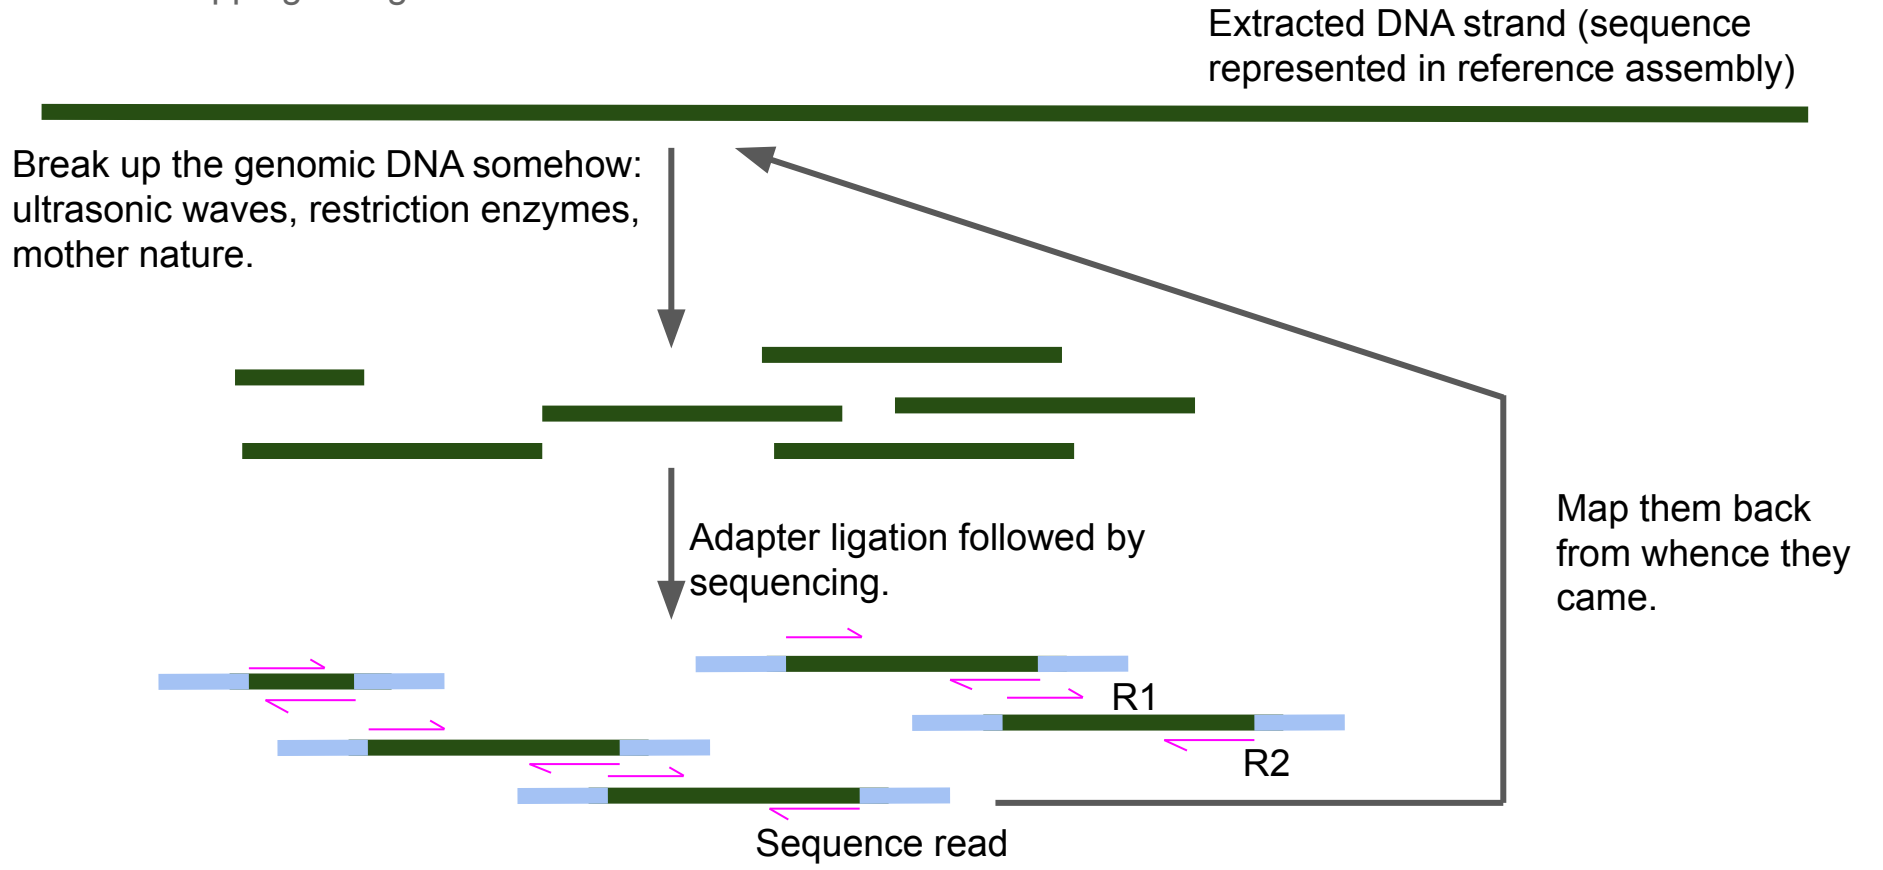 Extracted DNA strand (sequence
represented in reference assembly)
Break up the genomic DNA somehow:
ultrasonic waves, restriction enzymes,
mother nature.
Adapter ligation followed by
sequencing.
Map them back
from whence they
came.
R1
R2
Sequence read